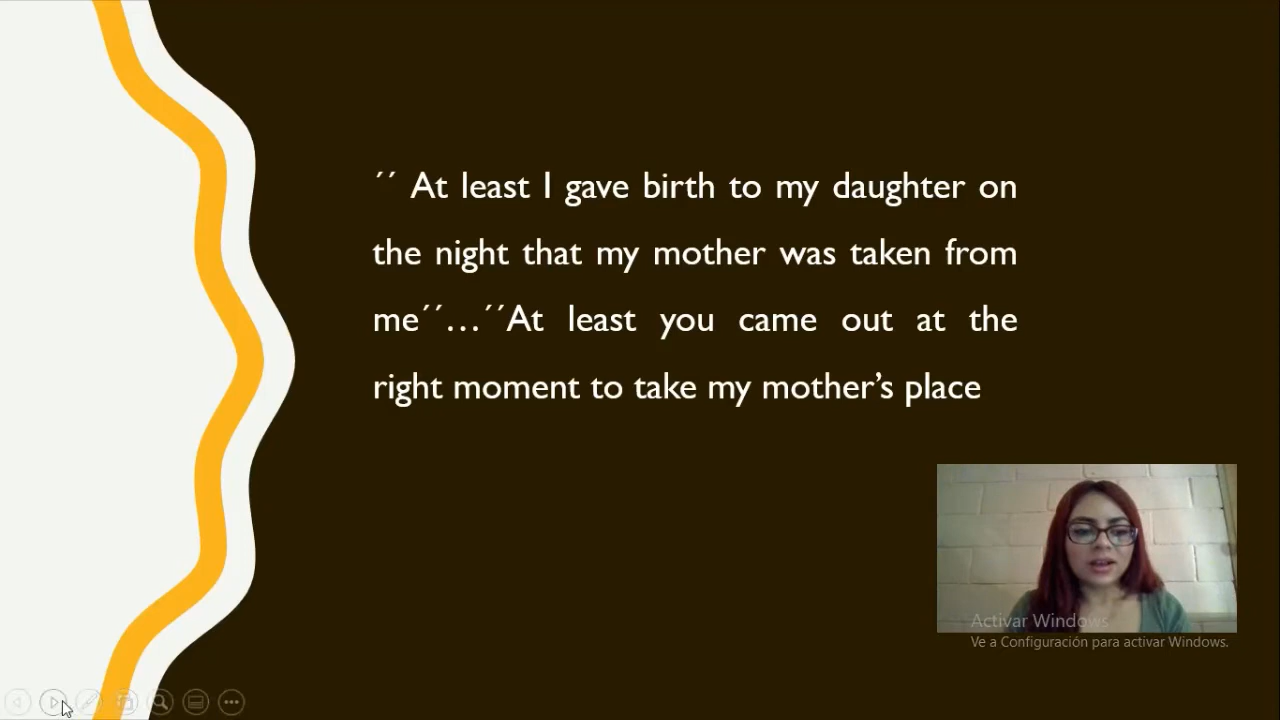 ´´ At least I gave birth to my daughter on
the night that my mother was taken from
me´´...´´At least you came out at the
right moment to take my mother’s place
Activar Windows
Ve a Configuración para activar Windows.